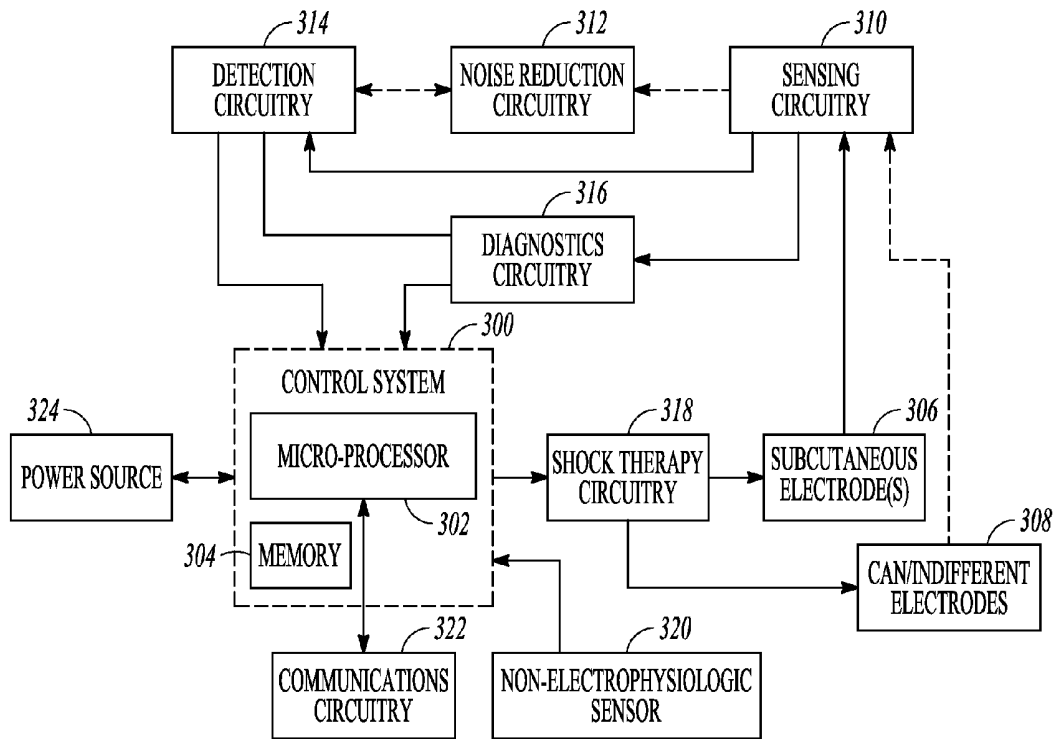 314
312
310
DETECTION
CIRCUITRY
NOISE REDUCTION
CIRCUITRY
SENSING
CIRCUITRY
316
DIAGNOSTICS
CIRCUITRY
300
CONTROL SYSTEM
324
318
306
POWER SOURCE
MICRO-PROCESSOR
SHOCK THERAPY
CIRCUITRY
SUBCUTANEOUS
ELECTRODE(S)
302
304
MEMORY
308
CAN/INDIFFERENT
ELECTRODES
322
320
COMMUNICATIONS
CIRCUITRY
NON-ELECTROPHYSIOLOGIC
SENSOR